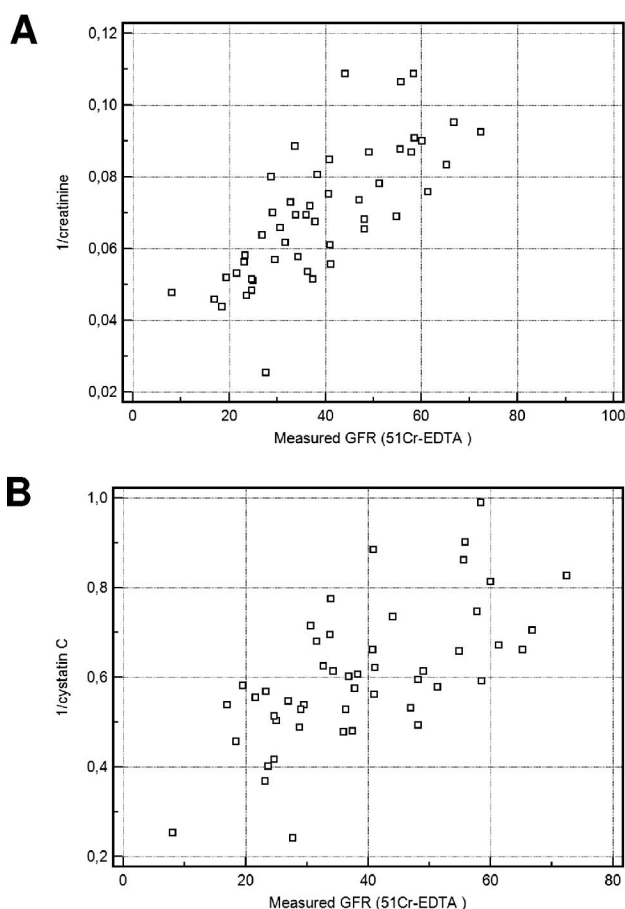 A
0,12
0,10
0,08
0,06
0,04
0,02
1/creatinine
0 20 40 60 80 100
Measured GFR (51Cr-EDTA )
B
1,0
0,8
0,6
0,4
0,2
1/cystatin C
0 20 40 60 80
Measured GFR (51Cr-EDTA )